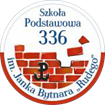 Szkoła
Podstawowa
336
im. Janka Bytnara „Rudego"